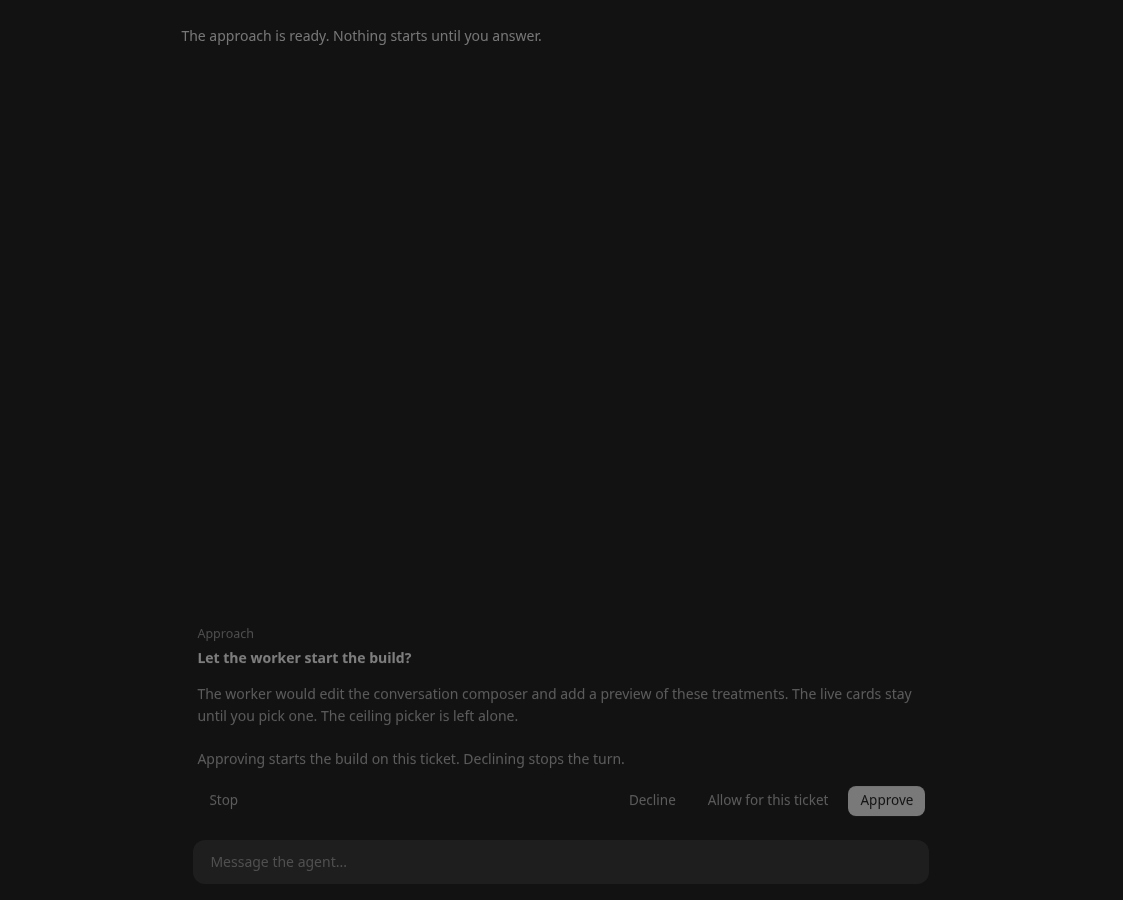 The approach is ready. Nothing starts until you answer.
Approach
Let the worker start the build?
The worker would edit the conversation composer and add a preview of these treatments. The live cards stay
until you pick one. The ceiling picker is left alone.
Approving starts the build on this ticket. Declining stops the turn.
Stop
Decline
Allow for this ticket
Approve
Message the agent...